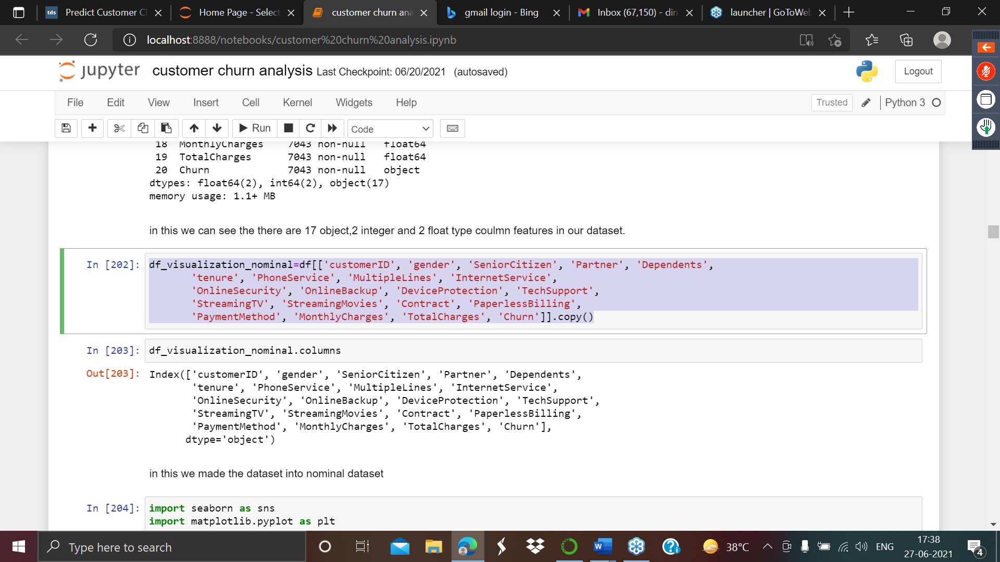 tds Predict Customer C
Home Page - Select
customer churn ana
gmail login - Bing
Inbox (67,150) - din
launcher | GoToWeb
localhost:8888/notebooks/customer%20churn%20analysis.ipynb
jupyter customer churn analysis Last Checkpoint: 06/20/2021 (autosaved)
Logout
File Edit View Insert Cell Kernel Widgets Help
Trusted Python 3
Run Code
18 MonthlyCharges 7043 non-null float64
19 TotalCharges 7043 non-null float64
20 Churn 7043 non-null object
dtypes: float64(2), int64(2), object(17)
memory usage: 1.1+ MB
in this we can see the there are 17 object,2 integer and 2 float type coulmn features in our dataset.
In [202]: df_visualization_nominal=df[['customerID', 'gender', 'SeniorCitizen', 'Partner', 'Dependents',
'tenure', 'PhoneService', 'MultipleLines', 'InternetService',
'OnlineSecurity', 'OnlineBackup', 'DeviceProtection', 'TechSupport',
'StreamingTV', 'StreamingMovies', 'Contract', 'PaperlessBilling',
'PaymentMethod', 'MonthlyCharges', 'TotalCharges', 'Churn']].copy()
In [203]: df_visualization_nominal.columns
Out[203]: Index(['customerID', 'gender', 'SeniorCitizen', 'Partner', 'Dependents',
'tenure', 'PhoneService', 'MultipleLines', 'InternetService',
'OnlineSecurity', 'OnlineBackup', 'DeviceProtection', 'TechSupport',
'StreamingTV', 'StreamingMovies', 'Contract', 'PaperlessBilling',
'PaymentMethod', 'MonthlyCharges', 'TotalCharges', 'Churn'],
dtype='object')
in this we made the dataset into nominal dataset
In [204]: import seaborn as sns
import matplotlib.pyplot as plt
Type here to search
38°C
ENG
17:38
27-06-2021
4